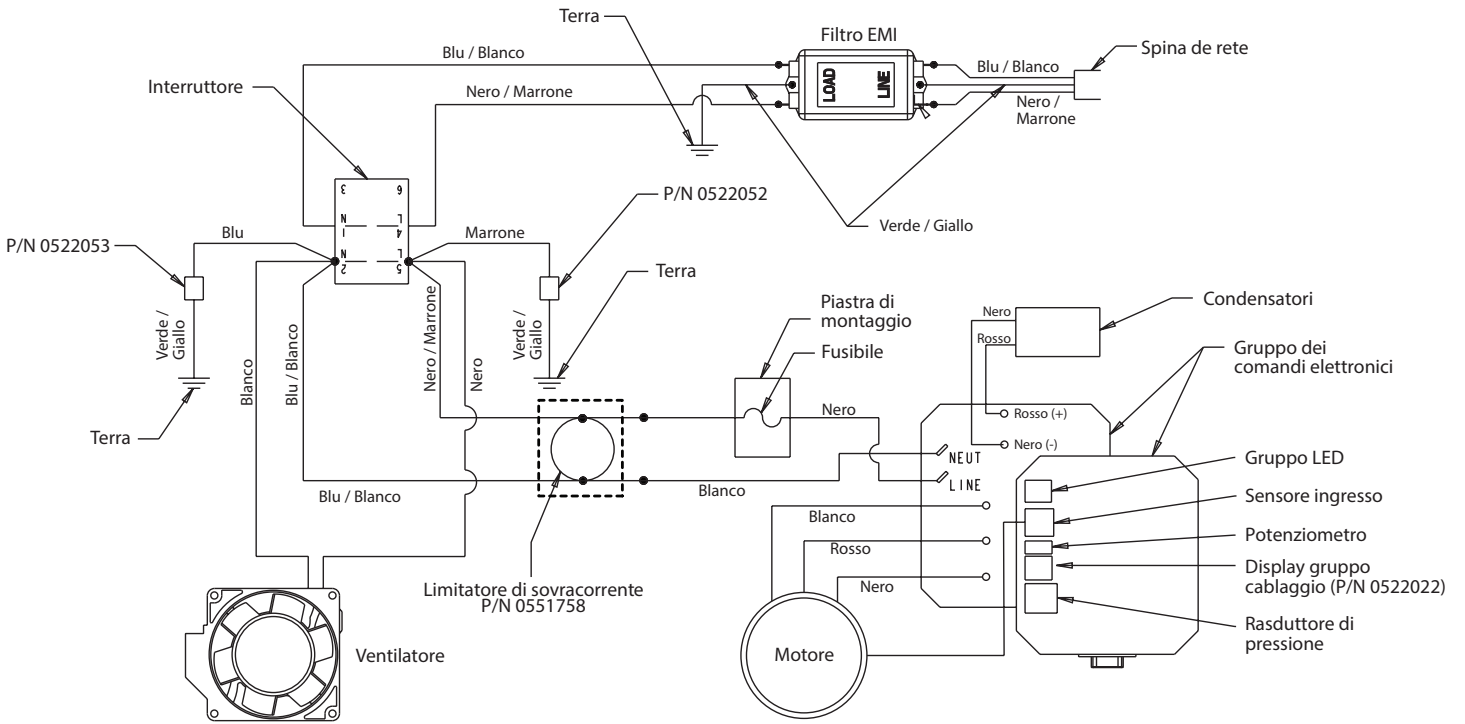 Terra
Filtro EMI
Spina de rete
Blu / Blanco
Blu / Blanco
Interruttore
Nero / Marrone
LOAD
LINE
Nero /
Marrone
3
6
P/N 0522052
N
L
1
4
Verde / Giallo
P/N 0522053
Blu
Marrone
N
L
2
5
Terra
Verde /
Giallo
Blanco
Blu / Blanco
Nero / Marrone
Nero
Verde /
Giallo
Piastra di
montaggio
Fusibile
Nero
Rosso
Condensatori
Gruppo dei
comandi elettronici
Terra
Nero
Rosso (+)
Nero (-)
NEUT
LINE
Gruppo LED
Blu / Blanco
Blanco
Sensore ingresso
Blanco
Potenziometro
Rosso
Display gruppo
cablaggio (P/N 0522022)
Limitatore di sovracorrente
P/N 0551758
Nero
Rasduttore di
pressione
Ventilatore
Motore